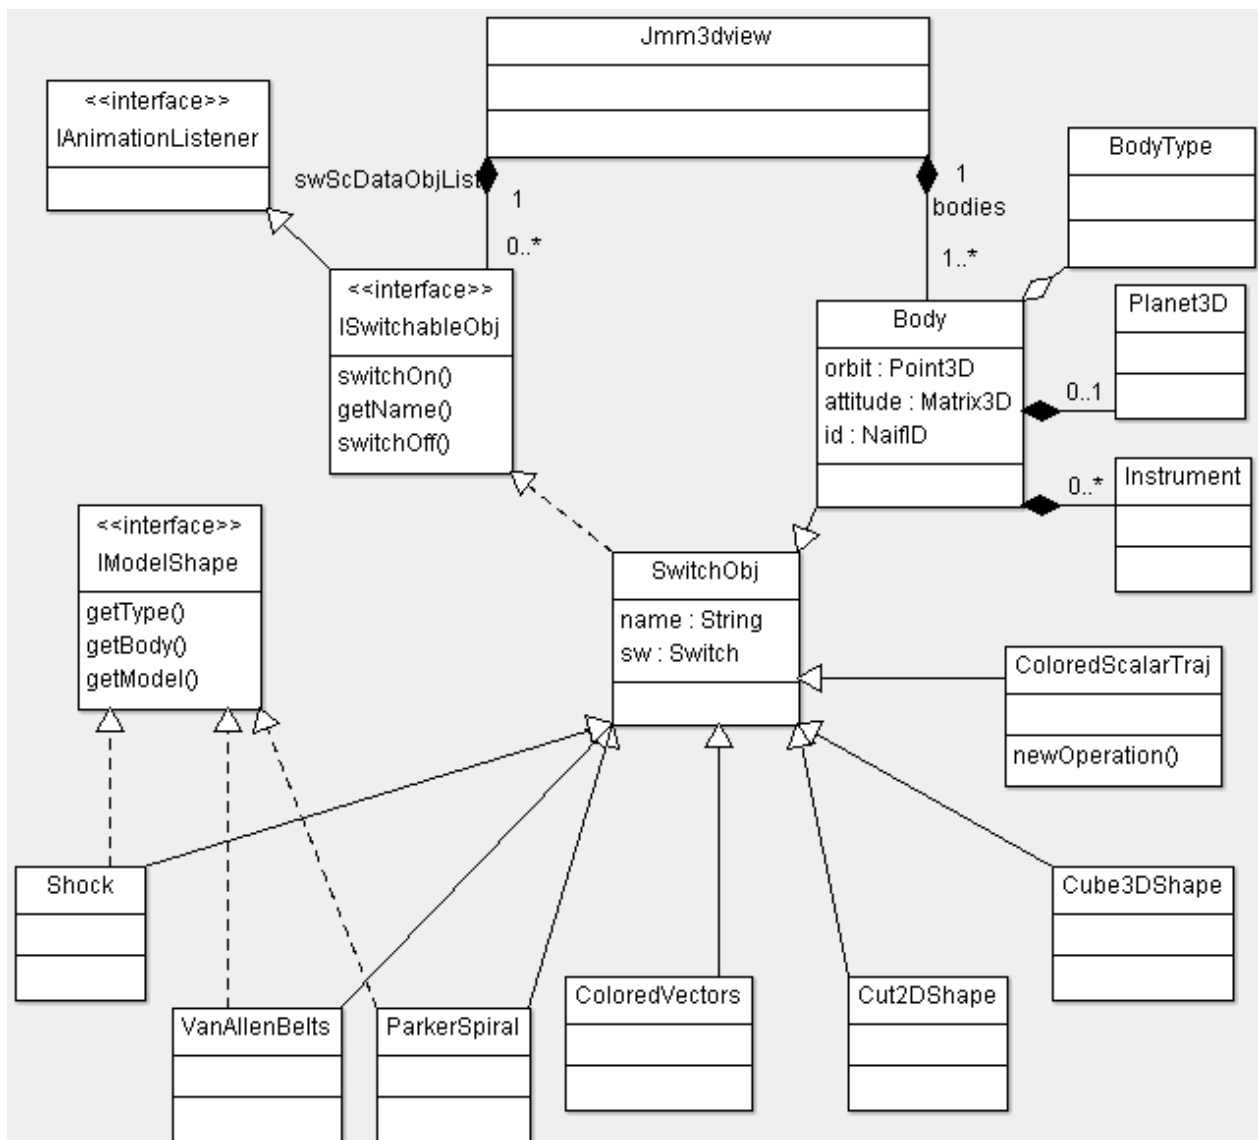 Jmm3dview
<<interface>>
IAnimationListener
BodyType
swScDataObjList
1
0..*
1
bodies
1..*
<<interface>>
ISwitchableObj
switchOn()
getName()
switchOff()
Body
orbit : Point3D
attitude : Matrix3D
id : NaifID
Planet3D
0..1
Instrument
0..*
<<interface>>
IModelShape
getType()
getBody()
getModel()
SwitchObj
name : String
sw : Switch
ColoredScalarTraj
newOperation()
Shock
Cube3DShape
VanAllenBelts
ParkerSpiral
ColoredVectors
Cut2DShape